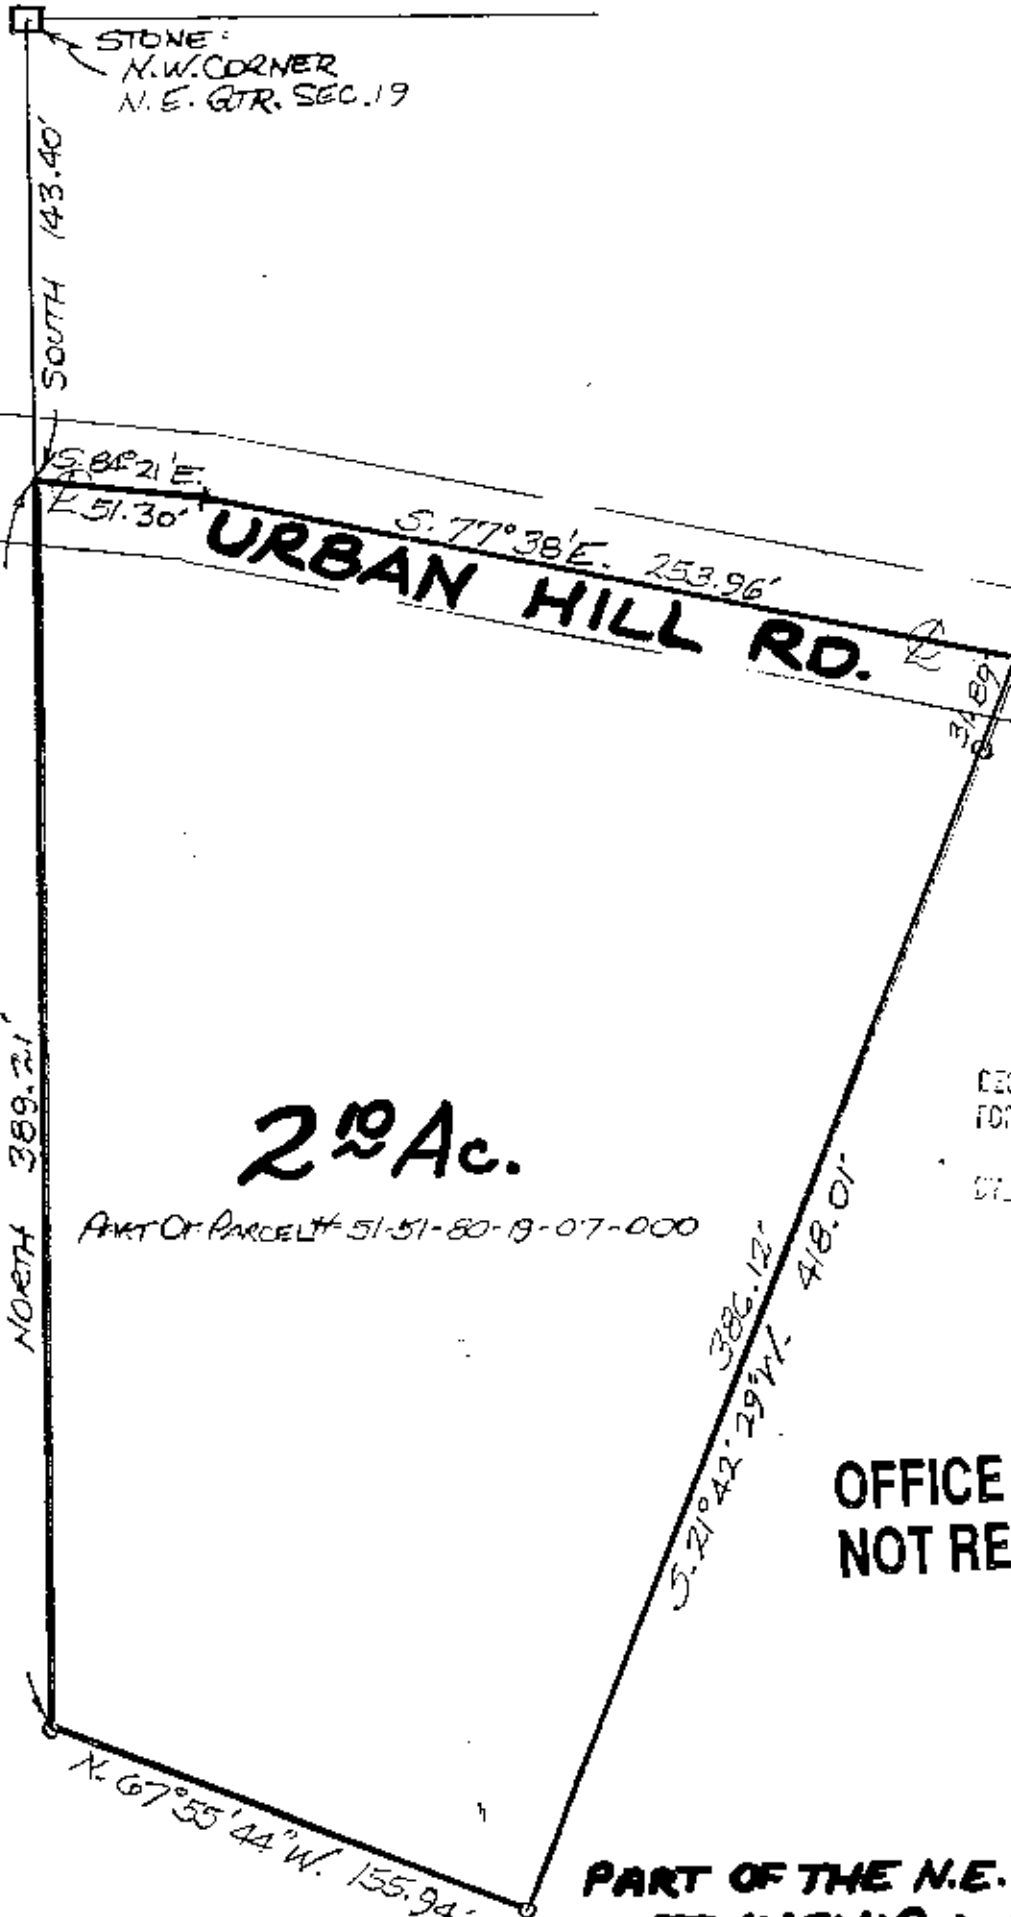 STONE:
N.W. CORNER
N.E. QTR. SEC. 19
SOUTH 143.40'
S. 84°21'E.
℄ 51.30'
S. 77°38'E. 253.96'
URBAN HILL RD.
℄
31.89
NORTH 389.21'
2 10 Ac.
PART OF PARCEL # 51-51-80-19-07-000
386.12'
418.01'
S. 21°42'29"W.
OFFICE
NOT RE
N. 67°55'44"W. 155.94'
PART OF THE N.E.